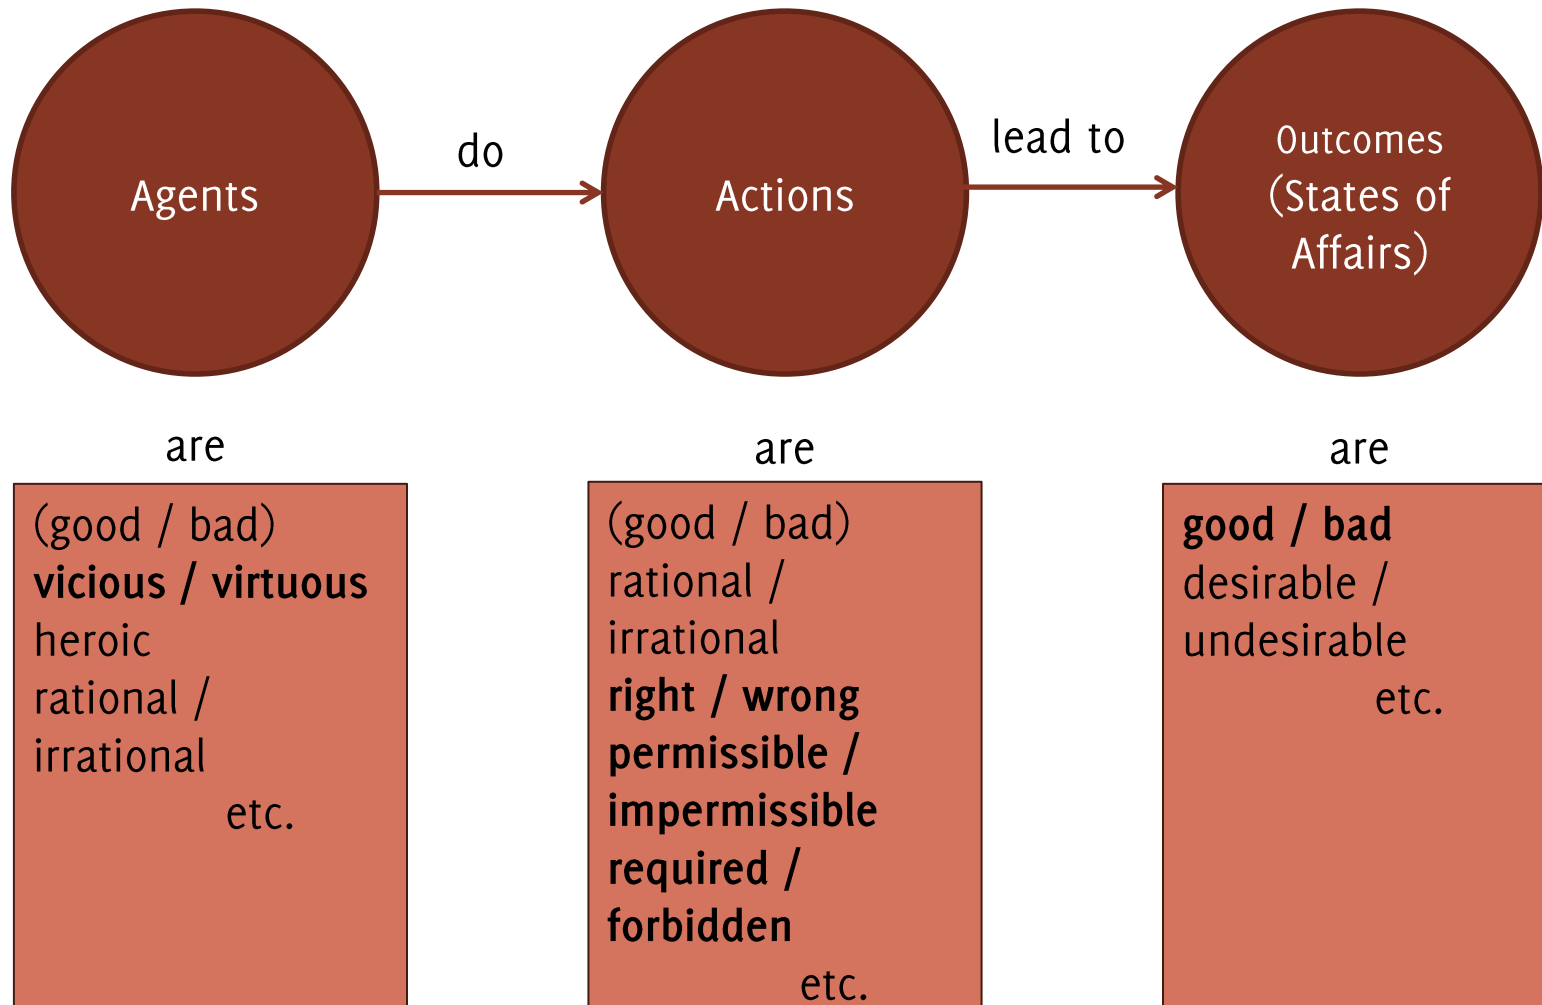 Agents
do
Actions
lead to
Outcomes
(States of
Affairs)
are
(good / bad)
vicious / virtuous
heroic
rational /
irrational
etc.
are
(good / bad)
rational /
irrational
right / wrong
permissible /
impermissible
required /
forbidden
etc.
are
good / bad
desirable /
undesirable
etc.